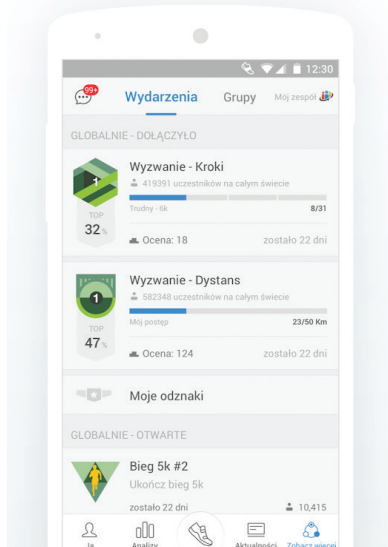 12:30
99+
Wydarzenia Grupy Mój zespół
GLOBALNIE - DOŁĄCZYŁO
Wyzwanie - Kroki
1
419391 uczestników na całym świecie
Trudny - 6k 8/31
TOP
32 %
Ocena: 18 zostało 22 dni
Wyzwanie - Dystans
1
582348 uczestników na całym świecie
Mój postęp 23/50 Km
TOP
47 %
Ocena: 124 zostało 22 dni
Moje odznaki
GLOBALNIE - OTWARTE
Bieg 5k #2
Ukończ bieg 5k
zostało 22 dni 10,415
Ja Analizy Aktualności Zobacz więcej